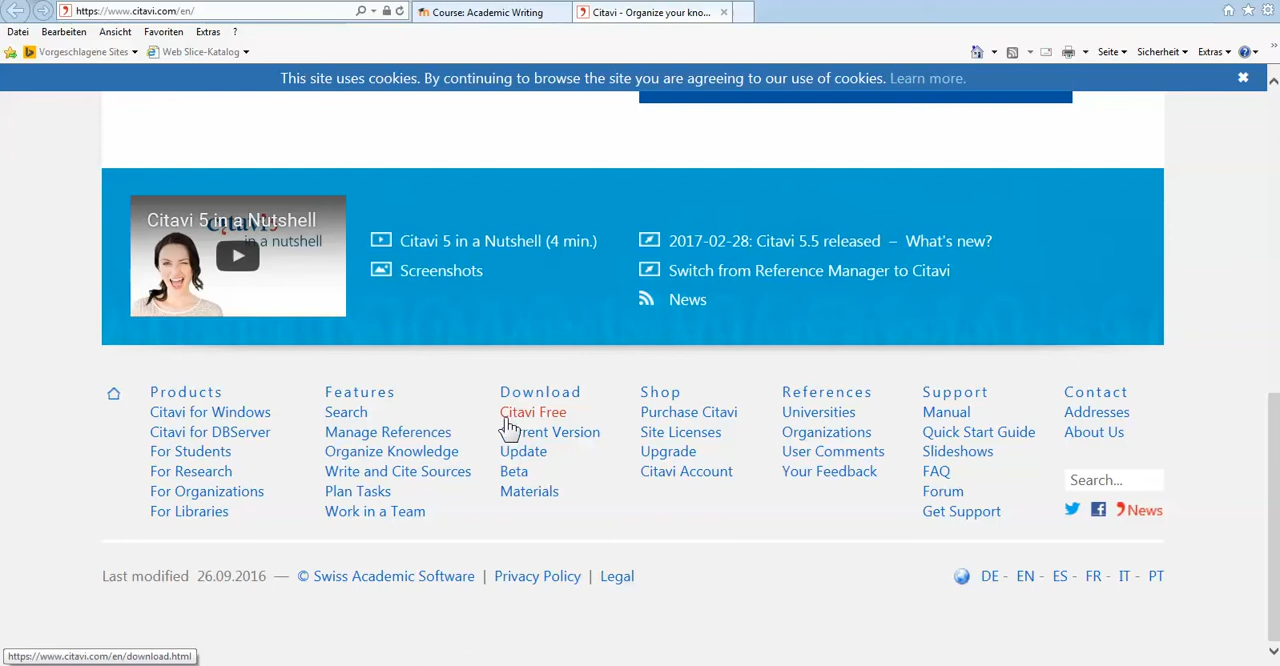 https://www.citavi.com/en/
Course: Academic Writing
Citavi - Organize your kno...
Datei Bearbeiten Ansicht Favoriten Extras ?
Vorgeschlagene Sites Web Slice-Katalog
Seite Sicherheit Extras
This site uses cookies. By continuing to browse the site you are agreeing to our use of cookies. Learn more.
Citavi 5 in a Nutshell
in a nutshell
Citavi 5 in a Nutshell (4 min.)
Screenshots
2017-02-28: Citavi 5.5 released – What's new?
Switch from Reference Manager to Citavi
News
Products
Citavi for Windows
Citavi for DBServer
For Students
For Research
For Organizations
For Libraries
Features
Search
Manage References
Organize Knowledge
Write and Cite Sources
Plan Tasks
Work in a Team
Download
Citavi Free
Version
Update
Beta
Materials
Shop
Purchase Citavi
Site Licenses
Upgrade
Citavi Account
References
Universities
Organizations
User Comments
Your Feedback
Support
Manual
Quick Start Guide
Slideshows
FAQ
Forum
Get Support
Contact
Addresses
About Us
Search...
News
Last modified 26.09.2016 — © Swiss Academic Software | Privacy Policy | Legal
DE - EN - ES - FR - IT - PT
https://www.citavi.com/en/download.html